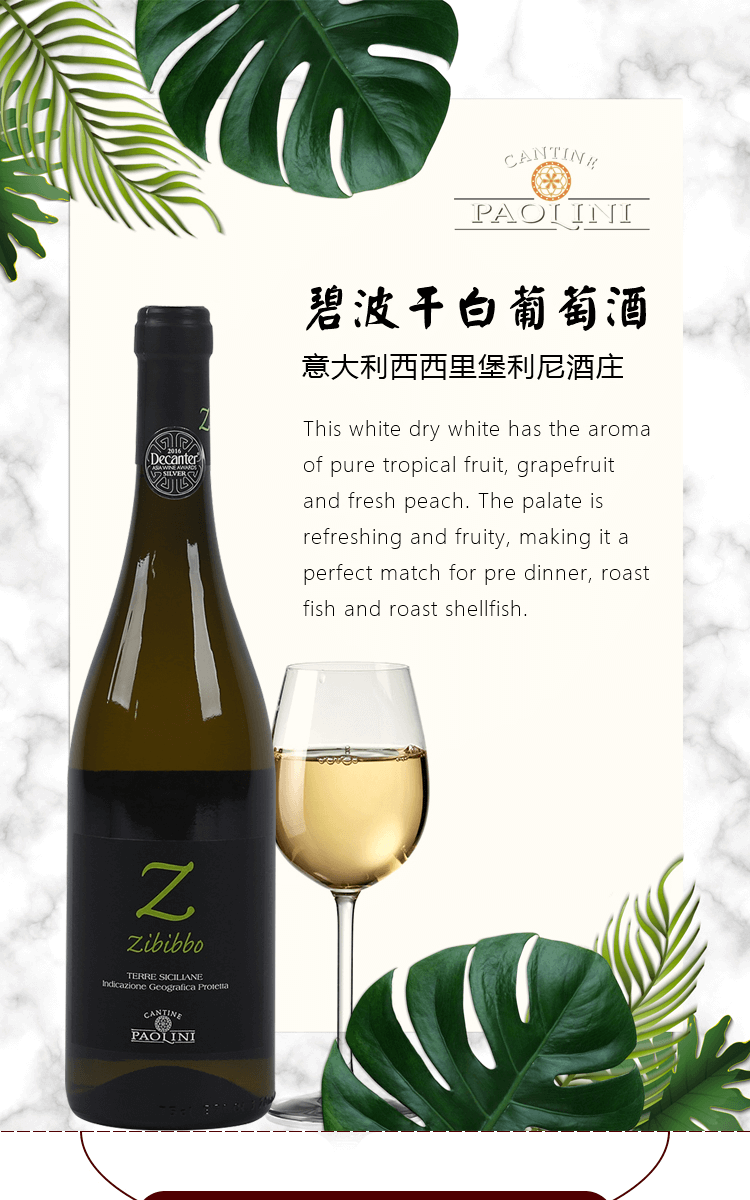 CANTINE
PAOLINI
碧波干白葡萄酒
意大利西西里堡利尼酒庄
This white dry white has the aroma
of pure tropical fruit, grapefruit
and fresh peach. The palate is
refreshing and fruity, making it a
perfect match for pre dinner, roast
fish and roast shellfish.
Z
2016
Decanter
ASIA WINE AWARDS
SILVER
Z
Zibibbo
TERRE SICILIANE
Indicazione Geografica Protetta
CANTINE
PAOLINI